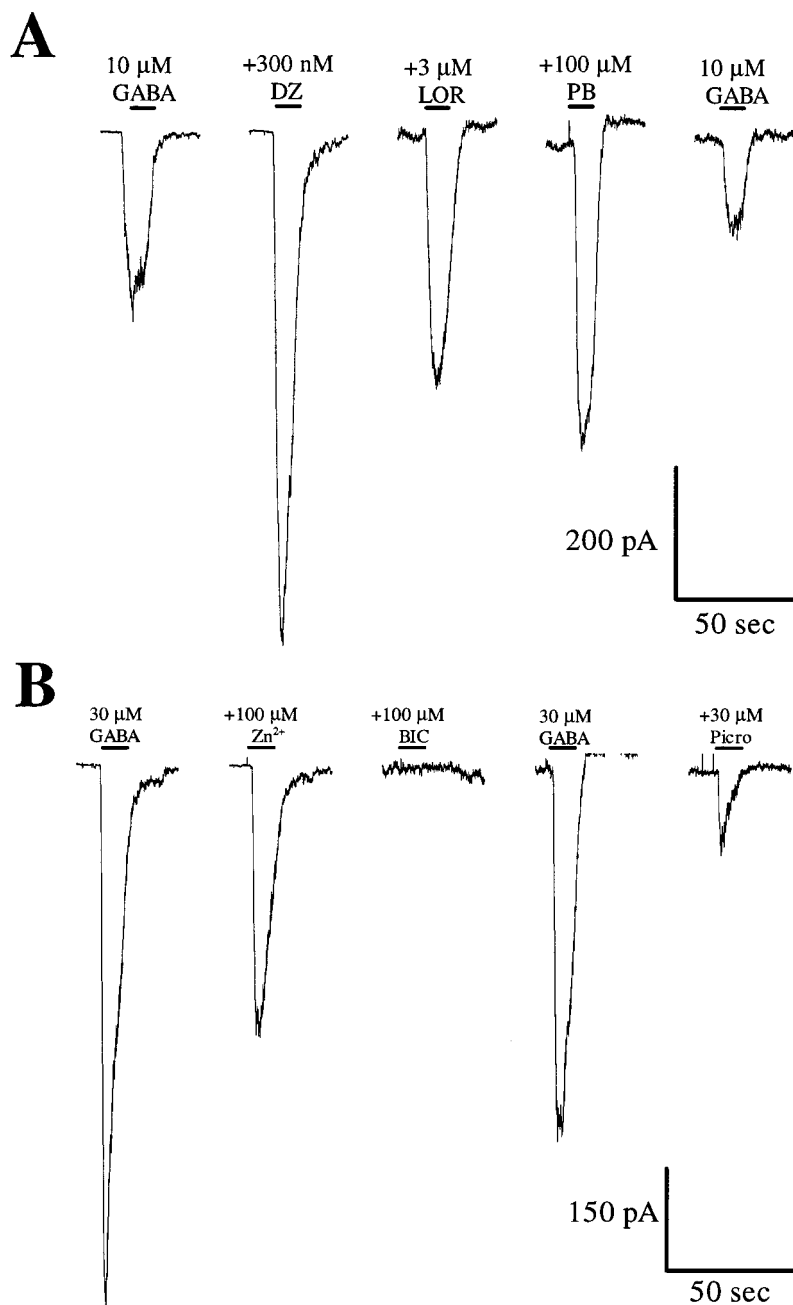 A
10 µM
GABA
+300 nM
DZ
+3 µM
LOR
+100 µM
PB
10 µM
GABA
200 pA
50 sec
B
30 µM
GABA
+100 µM
Zn²⁺
+100 µM
BIC
30 µM
GABA
+30 µM
Picro
150 pA
50 sec